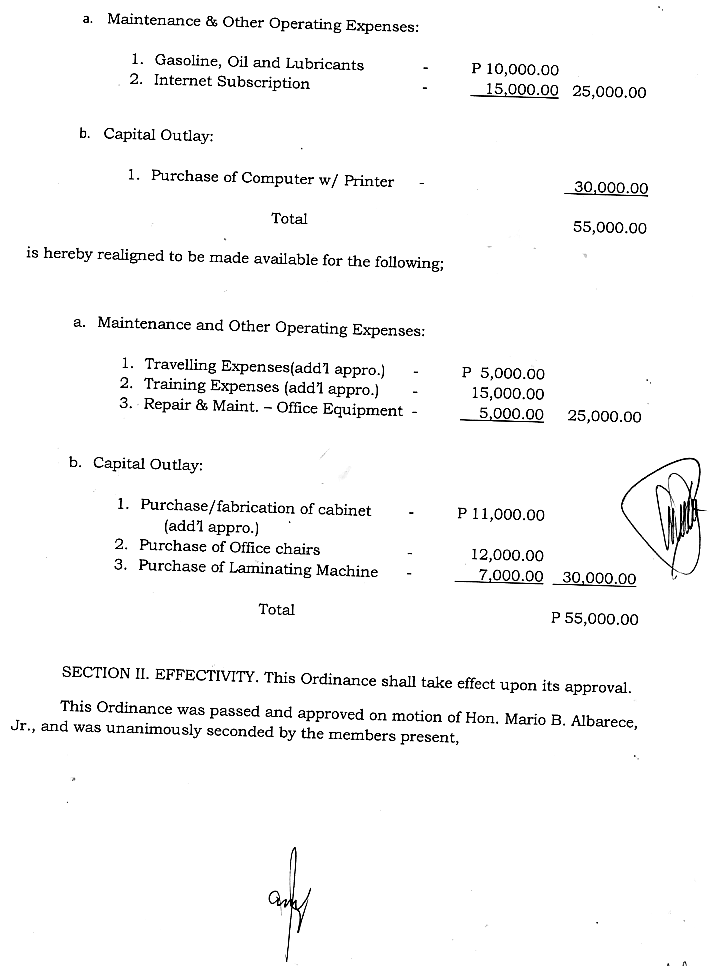 a. Maintenance & Other Operating Expenses:
1. Gasoline, Oil and Lubricants - P 10,000.00
2. Internet Subscription - 15,000.00 25,000.00
b. Capital Outlay:
1. Purchase of Computer w/ Printer - 30,000.00
Total 55,000.00
is hereby realigned to be made available for the following;
a. Maintenance and Other Operating Expenses:
1. Travelling Expenses(add'l appro.) - P 5,000.00
2. Training Expenses (add'l appro.) - 15,000.00
3. Repair & Maint. – Office Equipment - 5,000.00 25,000.00
b. Capital Outlay:
1. Purchase/fabrication of cabinet - P 11,000.00
(add'l appro.)
2. Purchase of Office chairs - 12,000.00
3. Purchase of Laminating Machine - 7,000.00 30,000.00
Total P 55,000.00
SECTION II. EFFECTIVITY. This Ordinance shall take effect upon its approval.
This Ordinance was passed and approved on motion of Hon. Mario B. Albarece,
Jr., and was unanimously seconded by the members present,